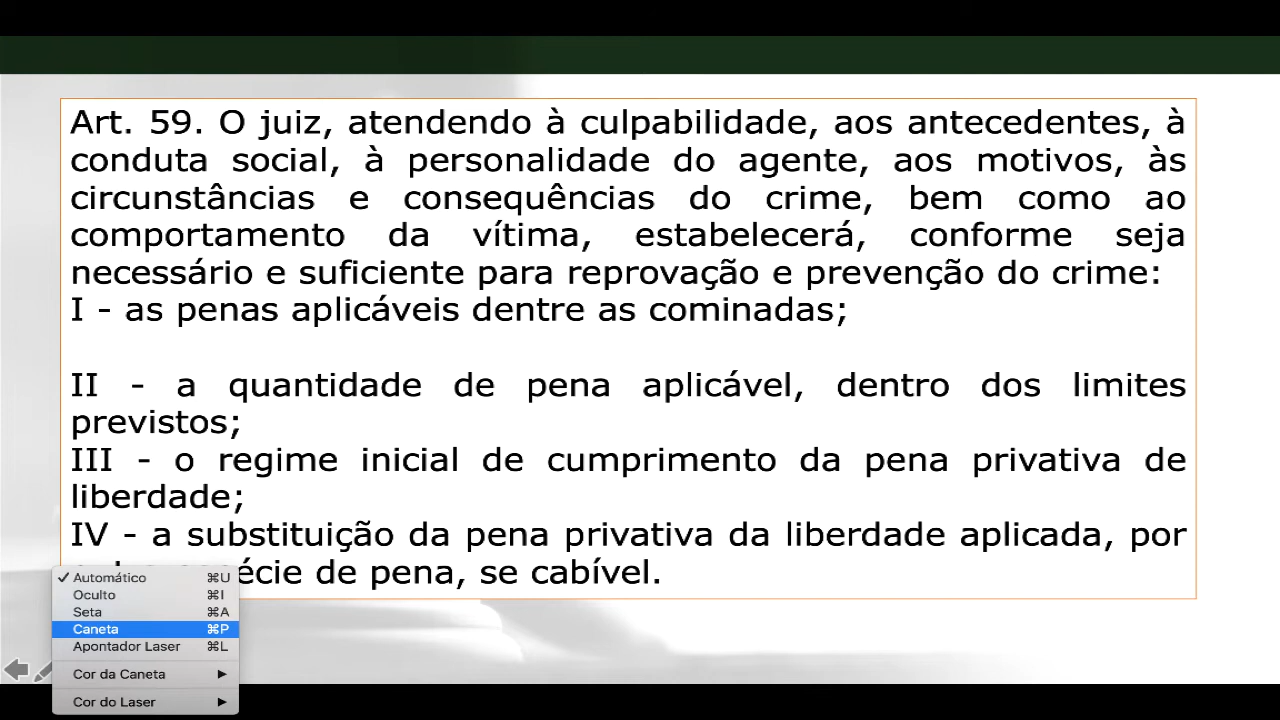 Art. 59. O juiz, atendendo à culpabilidade, aos antecedentes, à
conduta social, à personalidade do agente, aos motivos, às
circunstâncias e consequências do crime, bem como ao
comportamento da vítima, estabelecerá, conforme seja
necessário e suficiente para reprovação e prevenção do crime:
I - as penas aplicáveis dentre as cominadas;
II - a quantidade de pena aplicável, dentro dos limites
previstos;
III - o regime inicial de cumprimento da pena privativa de
liberdade;
IV - a substituição da pena privativa da liberdade aplicada, por
de pena, se cabível.
✓ Automático ⌘U
Oculto ⌘I
Seta ⌘A
Caneta ⌘P
Apontador Laser ⌘L
Cor da Caneta
Cor do Laser